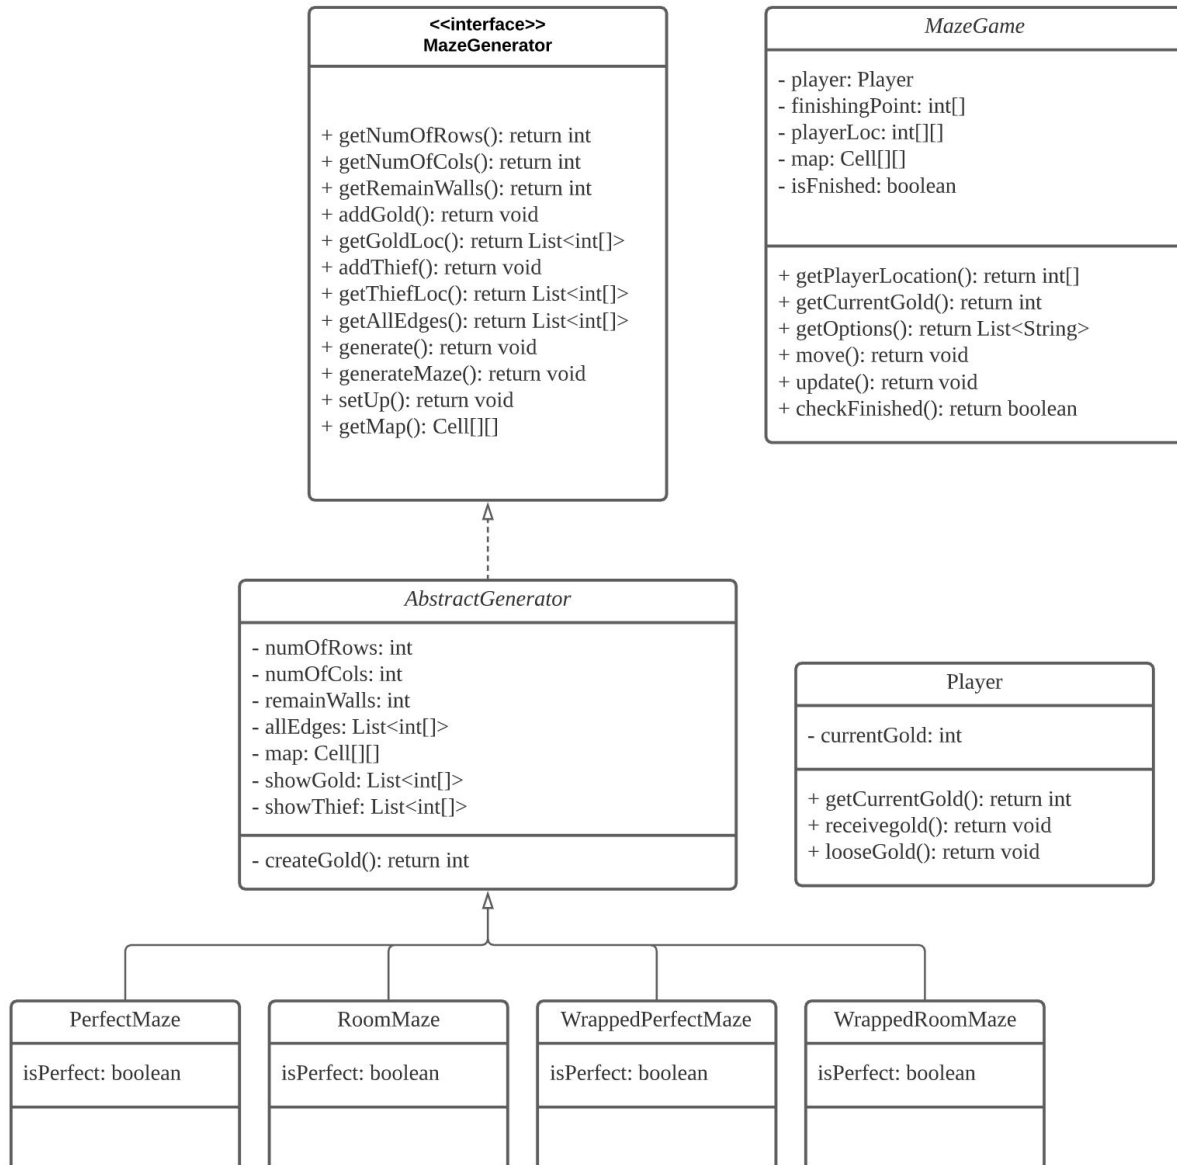 <<interface>>
MazeGenerator
+ getNumOfRows(): return int
+ getNumOfCols(): return int
+ getRemainWalls(): return int
+ addGold(): return void
+ getGoldLoc(): return List<int[]>
+ addThief(): return void
+ getThiefLoc(): return List<int[]>
+ getAllEdges(): return List<int[]>
+ generate(): return void
+ generateMaze(): return void
+ setUp(): return void
+ getMap(): Cell[][]
MazeGame
- player: Player
- finishingPoint: int[]
- playerLoc: int[][]
- map: Cell[][]
- isFnished: boolean
+ getPlayerLocation(): return int[]
+ getCurrentGold(): return int
+ getOptions(): return List<String>
+ move(): return void
+ update(): return void
+ checkFinished(): return boolean
AbstractGenerator
- numOfRows: int
- numOfCols: int
- remainWalls: int
- allEdges: List<int[]>
- map: Cell[][]
- showGold: List<int[]>
- showThief: List<int[]>
- createGold(): return int
Player
- currentGold: int
+ getCurrentGold(): return int
+ receivegold(): return void
+ looseGold(): return void
PerfectMaze
isPerfect: boolean
RoomMaze
isPerfect: boolean
WrappedPerfectMaze
isPerfect: boolean
WrappedRoomMaze
isPerfect: boolean